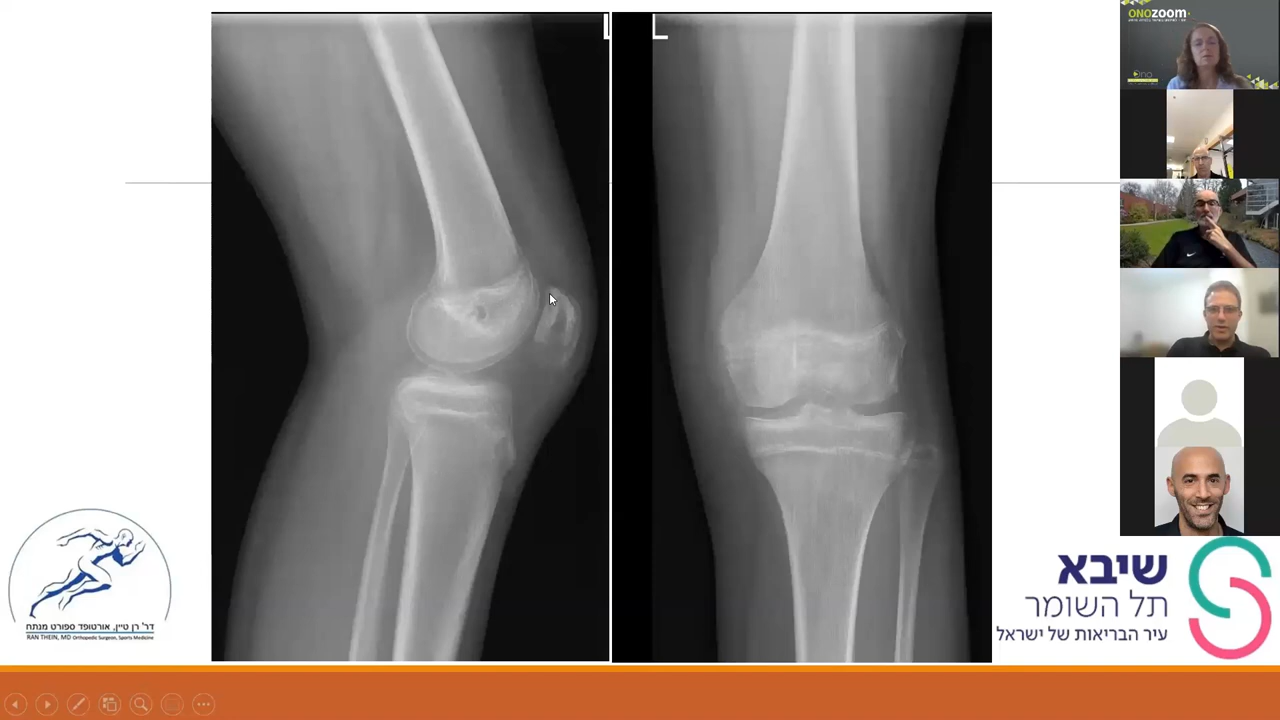 L
ONOZOOM
Ono
שיבא
תל השומר
עיר הבריאות של ישראל
דר' רן טיין, אורטופד ספורט מנתח
RAN THEIN, MD Orthopedic Surgeon, Sports Medicine